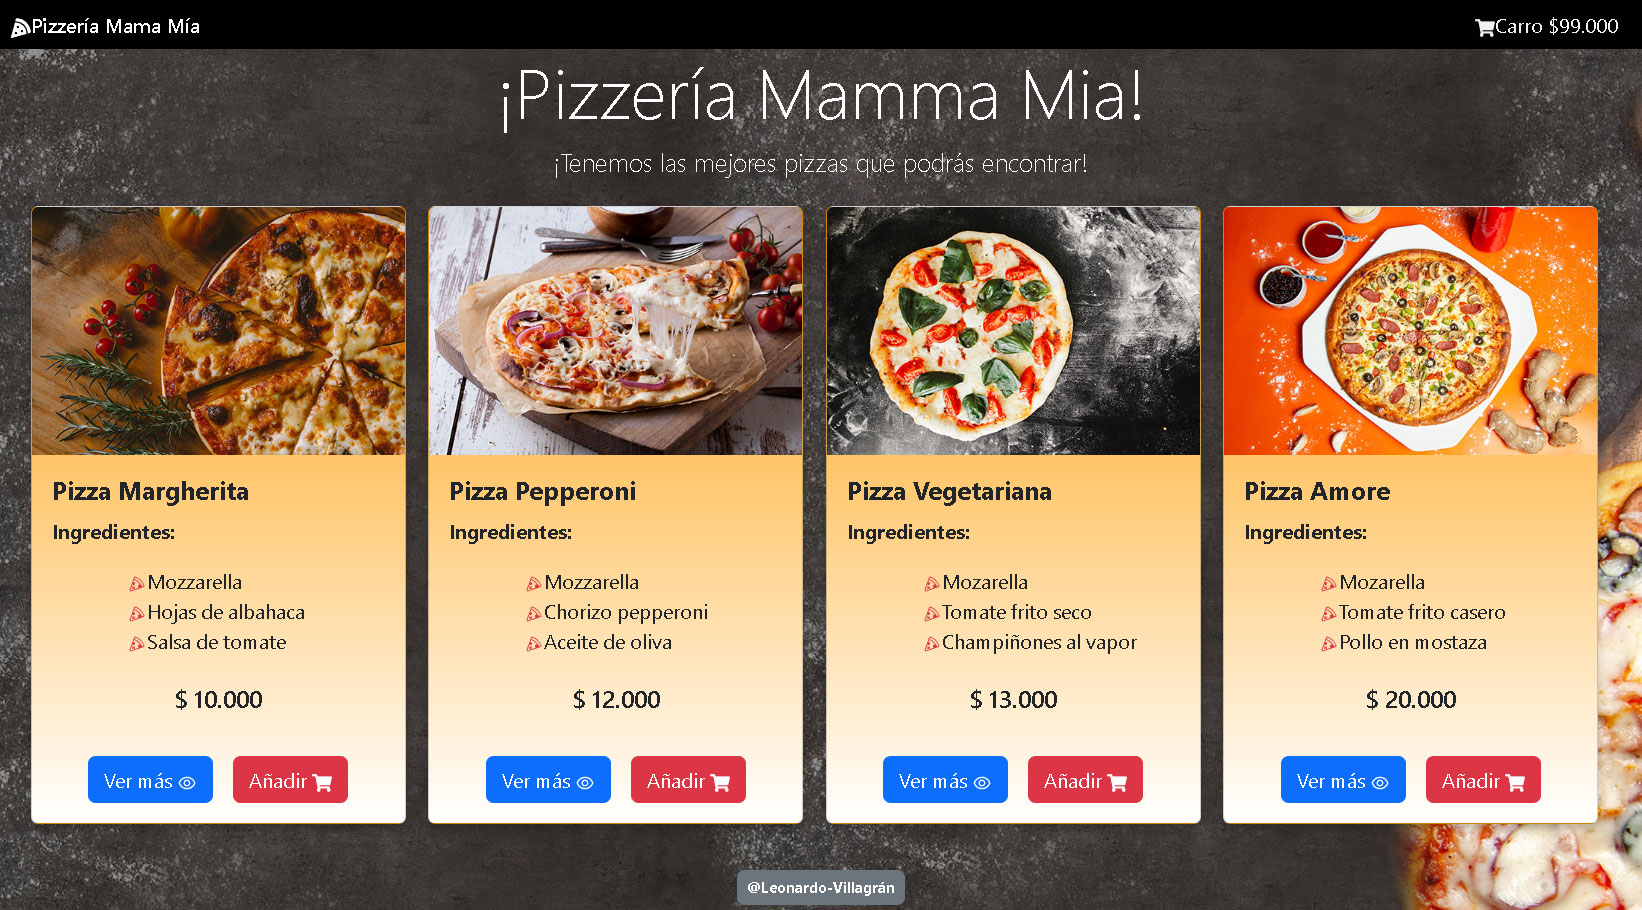 Pizzería Mama Mía
Carro $99.000
¡Pizzería Mamma Mia!
¡Tenemos las mejores pizzas que podrás encontrar!
Pizza Margherita
Ingredientes:
Mozzarella
Hojas de albahaca
Salsa de tomate
$ 10.000
Ver más
Añadir
Pizza Pepperoni
Ingredientes:
Mozzarella
Chorizo pepperoni
Aceite de oliva
$ 12.000
Ver más
Añadir
Pizza Vegetariana
Ingredientes:
Mozarella
Tomate frito seco
Champiñones al vapor
$ 13.000
Ver más
Añadir
Pizza Amore
Ingredientes:
Mozarella
Tomate frito casero
Pollo en mostaza
$ 20.000
Ver más
Añadir
@Leonardo-Villagrán